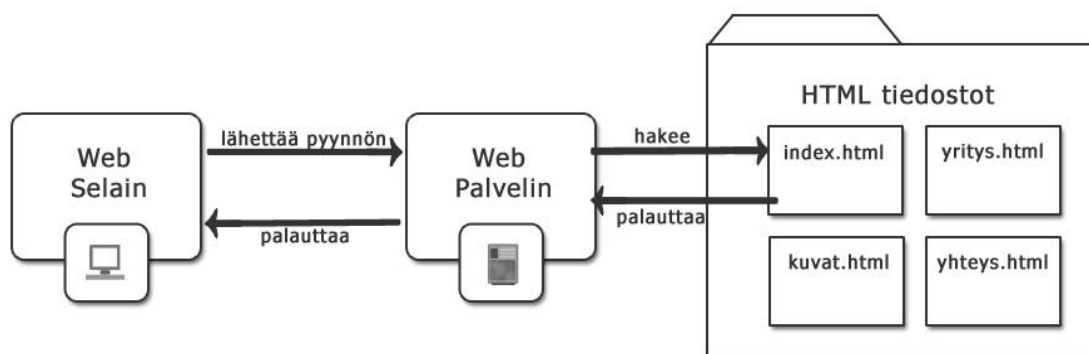 Web
Selain
lähettää pyynnön
palauttaa
Web
Palvelin
hakee
palauttaa
HTML tiedostot
index.html
yritys.html
kuvat.html
yhteys.html